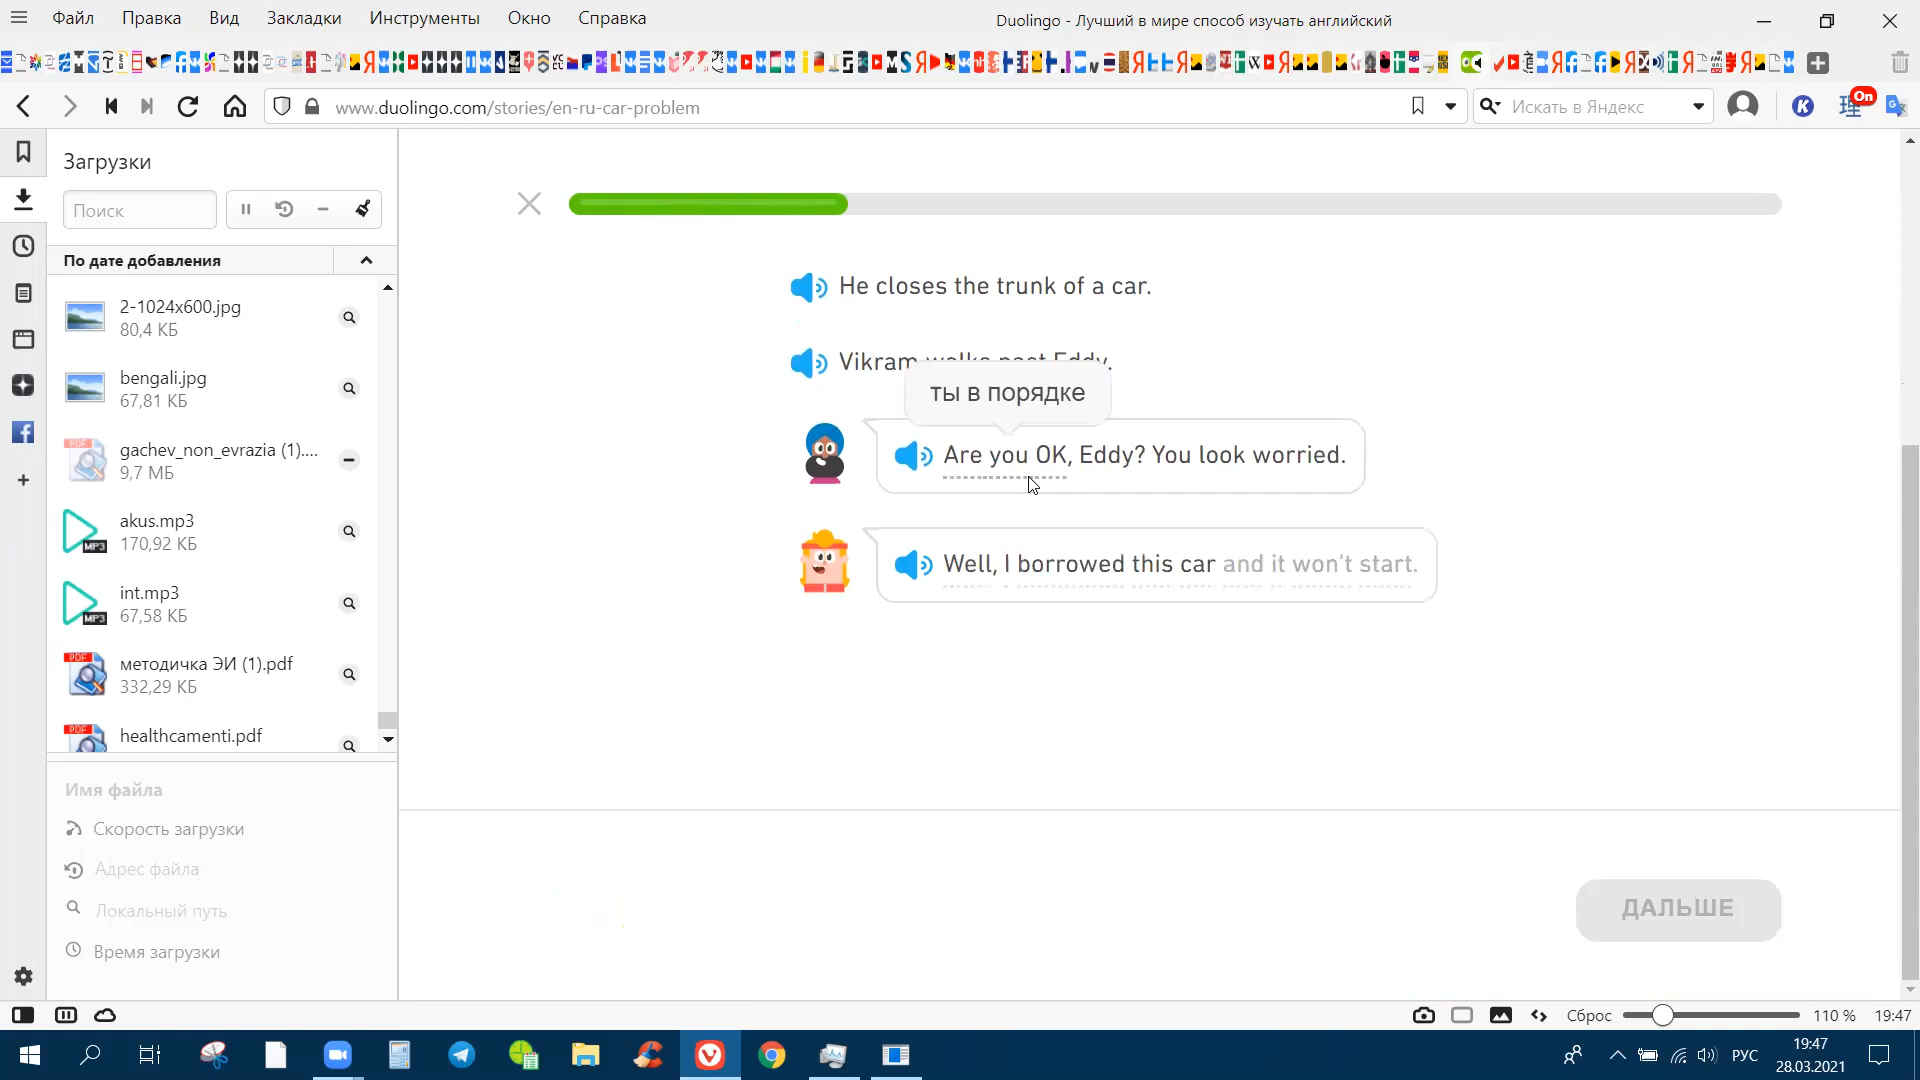 Файл Правка Вид Закладки Инструменты Окно Справка
Duolingo - Лучший в мире способ изучать английский
www.duolingo.com/stories/en-ru-car-problem
Искать в Яндекс
On
Загрузки
Поиск
По дате добавления
2-1024x600.jpg
80,4 КБ
bengali.jpg
67,81 КБ
gachev_non_evrazia (1)....
9,7 МБ
akus.mp3
170,92 КБ
int.mp3
67,58 КБ
методичка ЭИ (1).pdf
332,29 КБ
healthcamenti.pdf
Имя файла
Скорость загрузки
Адрес файла
Локальный путь
Время загрузки
He closes the trunk of a car.
Vikram walks past Eddy.
ты в порядке
Are you OK, Eddy? You look worried.
Well, I borrowed this car and it won't start.
ДАЛЬШЕ
Сброс
110 %
19:47
РУС
19:47
28.03.2021